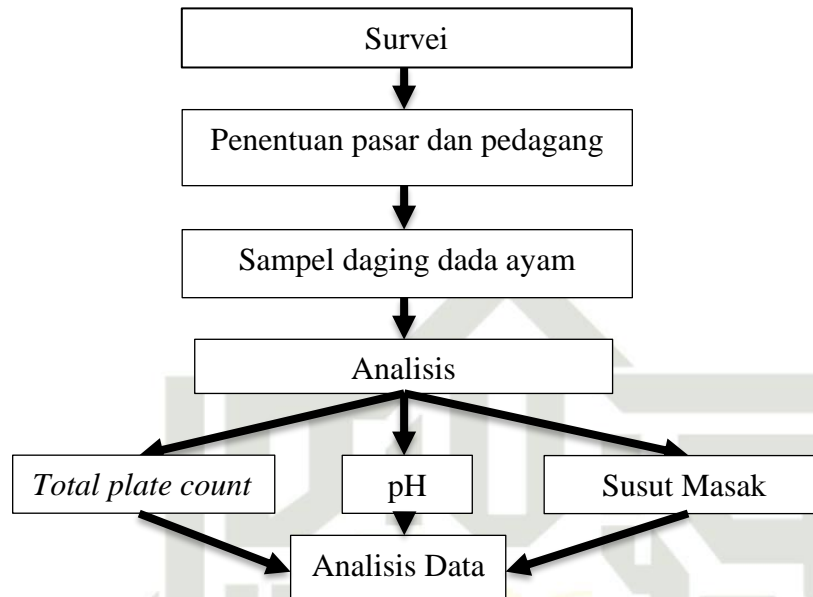 Survei
Penentuan pasar dan pedagang
Sampel daging dada ayam
Analisis
Total plate count
pH
Susut Masak
Analisis Data